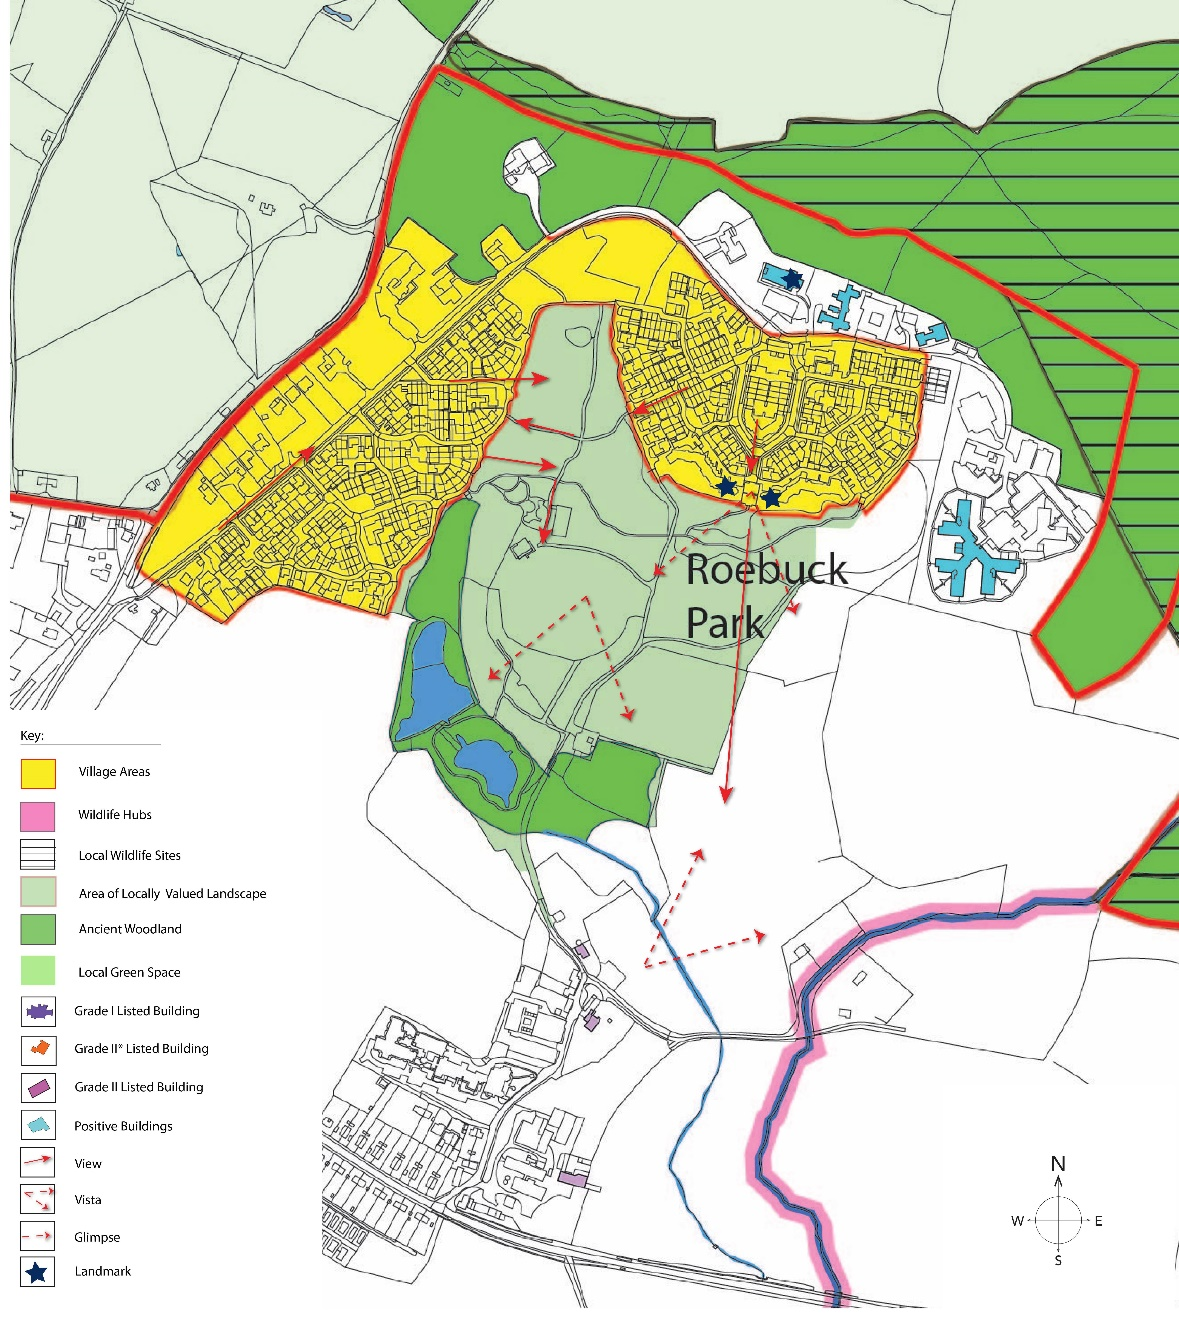 Roebuck
Park
Key:
Village Areas
Wildlife Hubs
Local Wildlife Sites
Area of Locally Valued Landscape
Ancient Woodland
Local Green Space
Grade I Listed Building
Grade II* Listed Building
Grade II Listed Building
Positive Buildings
View
Vista
Glimpse
Landmark
N
W
E
S